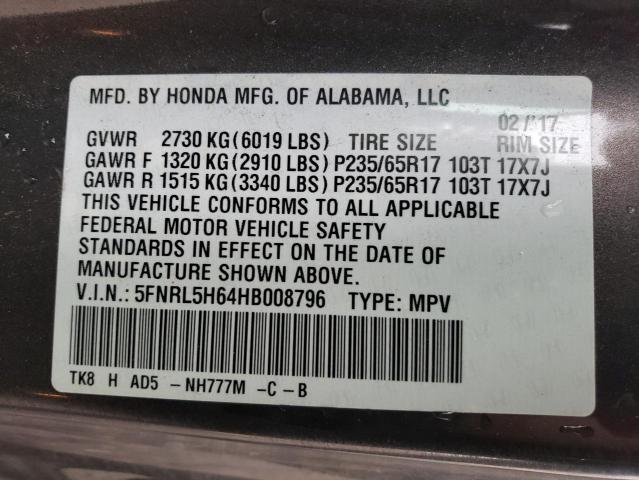 MFD. BY HONDA MFG. OF ALABAMA, LLC
02/'17
GVWR 2730 KG(6019 LBS) TIRE SIZE RIM SIZE
GAWR F 1320 KG(2910 LBS)P235/65R17 103T 17X7J
GAWR R 1515 KG(3340 LBS)P235/65R17 103T 17X7J
THIS VEHICLE CONFORMS TO ALL APPLICABLE
FEDERAL MOTOR VEHICLE SAFETY
STANDARDS IN EFFECT ON THE DATE OF
MANUFACTURE SHOWN ABOVE.
V.I.N.: 5FNRL5H64HB008796 TYPE: MPV
TK8 H AD5 -NH777M -C -B